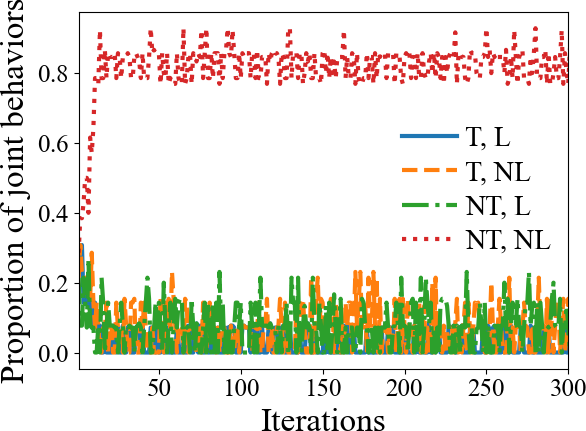 Proportion of joint behaviors
0.8
0.6
0.4
0.2
0.0
T, L
T, NL
NT, L
NT, NL
50 100 150 200 250 300
Iterations